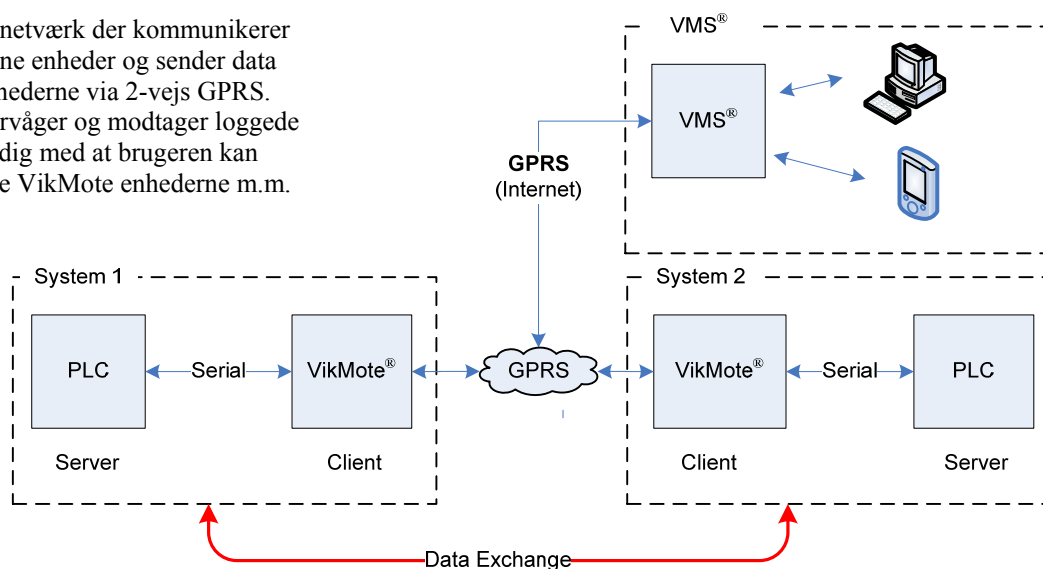 netværk der kommunikerer
ne enheder og sender data
hederne via 2-vejs GPRS.
rvåger og modtager loggede
dig med at brugeren kan
e VikMote enhederne m.m.
VMS®
VMS®
GPRS
(Internet)
System 1
PLC
Serial
VikMote®
Server
Client
GPRS
System 2
VikMote®
Serial
PLC
Client
Server
Data Exchange